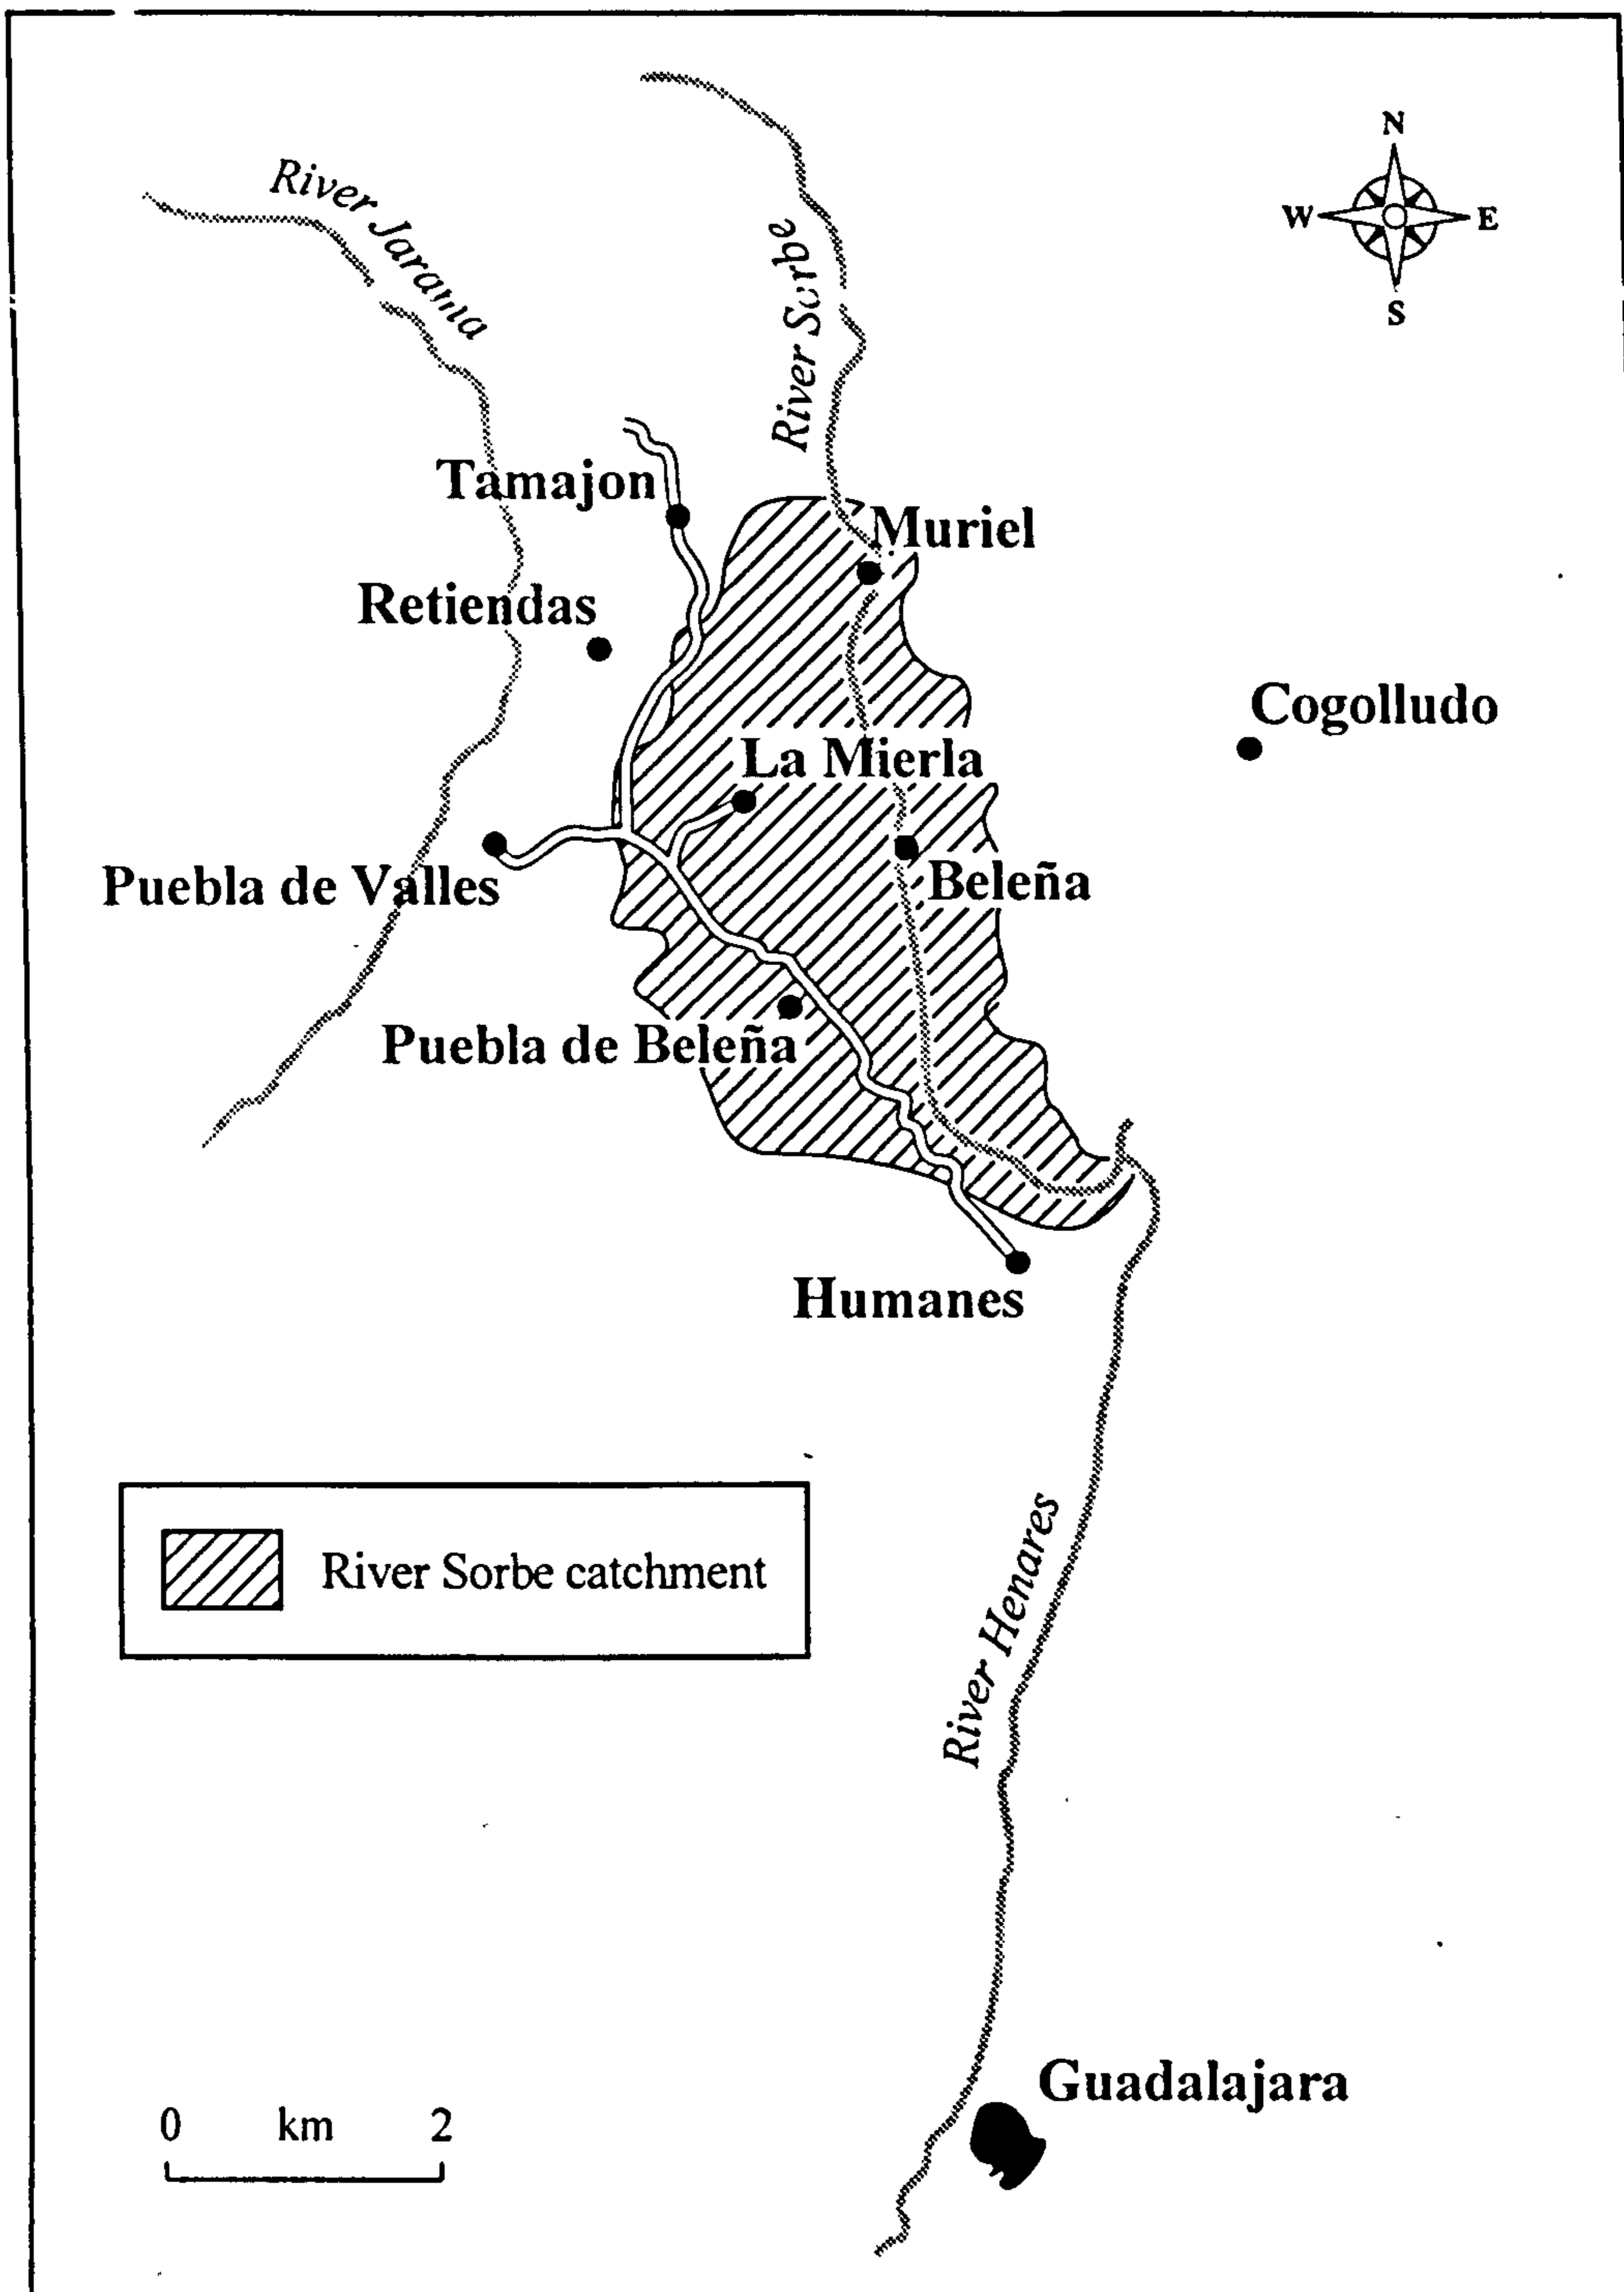 N
River Jarama
W
E
River Sorbe
S
Tamajon
Muriel
Retiendas
Cogolludo
La Mierla
Puebla de Valles
Beleña
Puebla de Beleña
Humanes
River Sorbe catchment
River Henares
Guadalajara
0 km 2